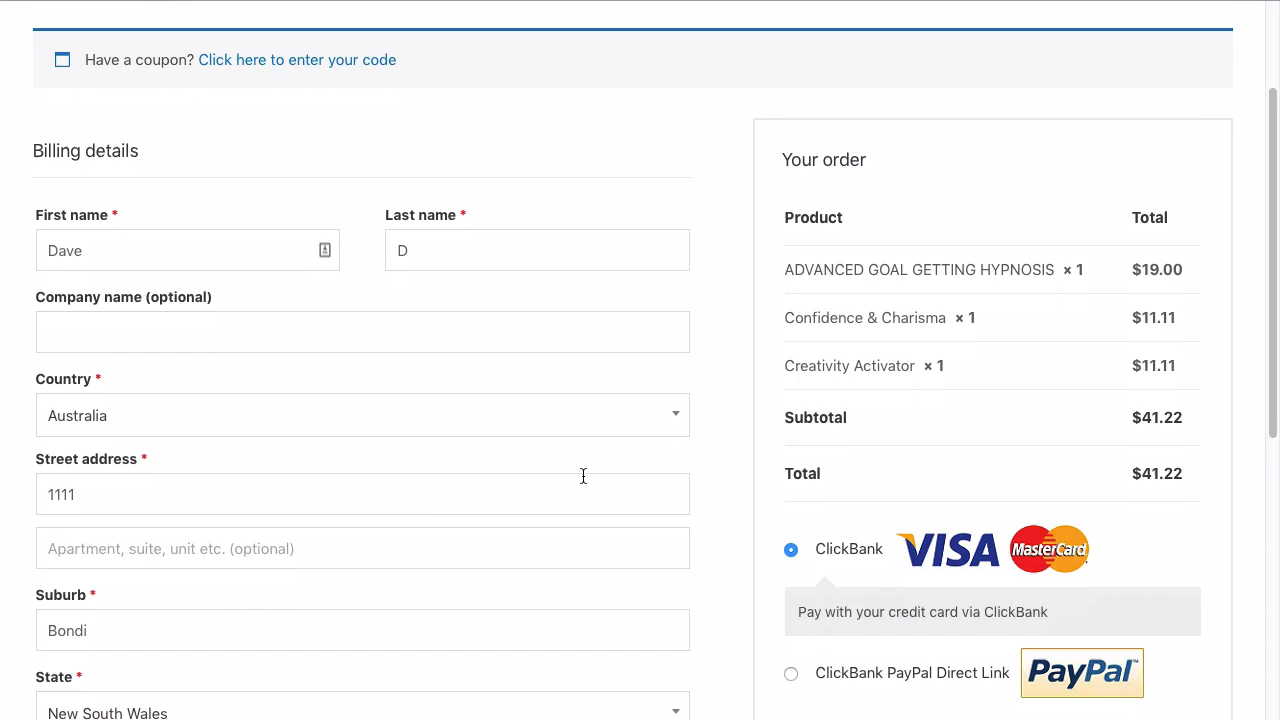 Have a coupon? Click here to enter your code
Billing details
First name *
Last name *
Dave
D
Company name (optional)
Country *
Australia
Street address *
1111
Apartment, suite, unit etc. (optional)
Suburb *
Bondi
State *
New South Wales
Your order
Product Total
ADVANCED GOAL GETTING HYPNOSIS × 1 $19.00
Confidence & Charisma × 1 $11.11
Creativity Activator × 1 $11.11
Subtotal $41.22
Total $41.22
ClickBank VISA MasterCard
Pay with your credit card via ClickBank
ClickBank PayPal Direct Link PayPal™